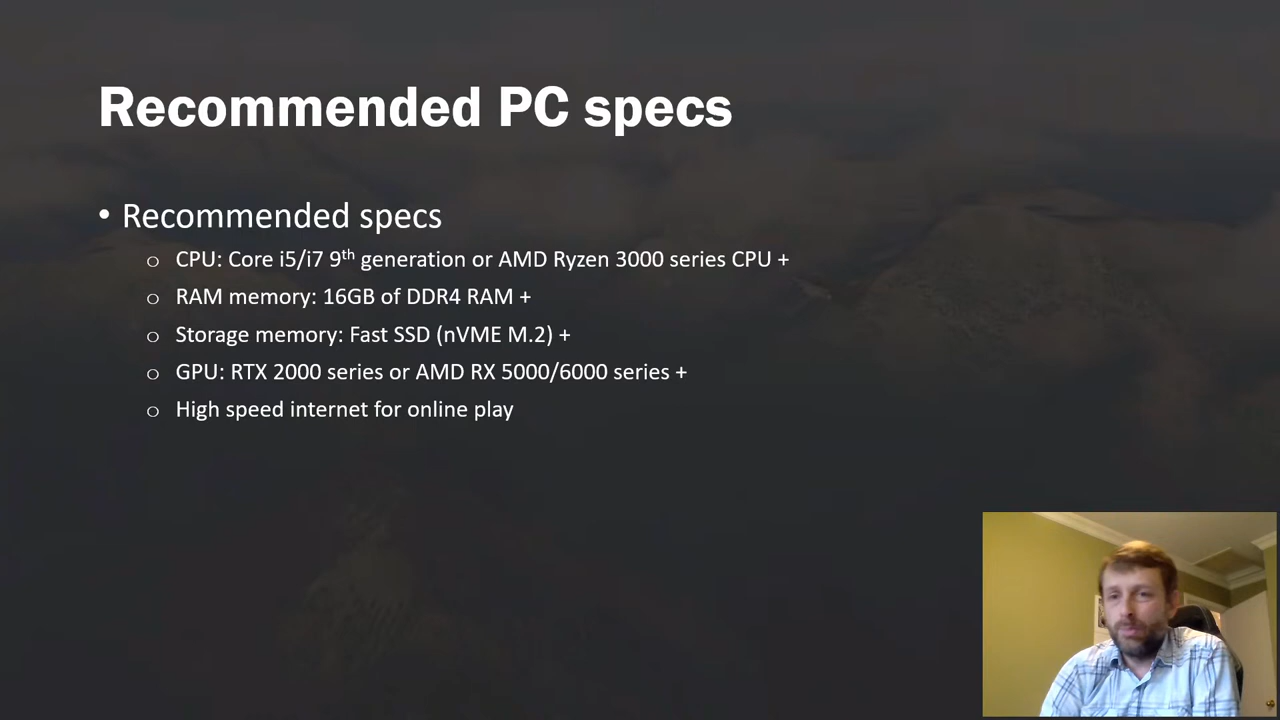 Recommended PC specs
• Recommended specs
o CPU: Core i5/i7 9th generation or AMD Ryzen 3000 series CPU +
o RAM memory: 16GB of DDR4 RAM +
o Storage memory: Fast SSD (nVME M.2) +
o GPU: RTX 2000 series or AMD RX 5000/6000 series +
o High speed internet for online play